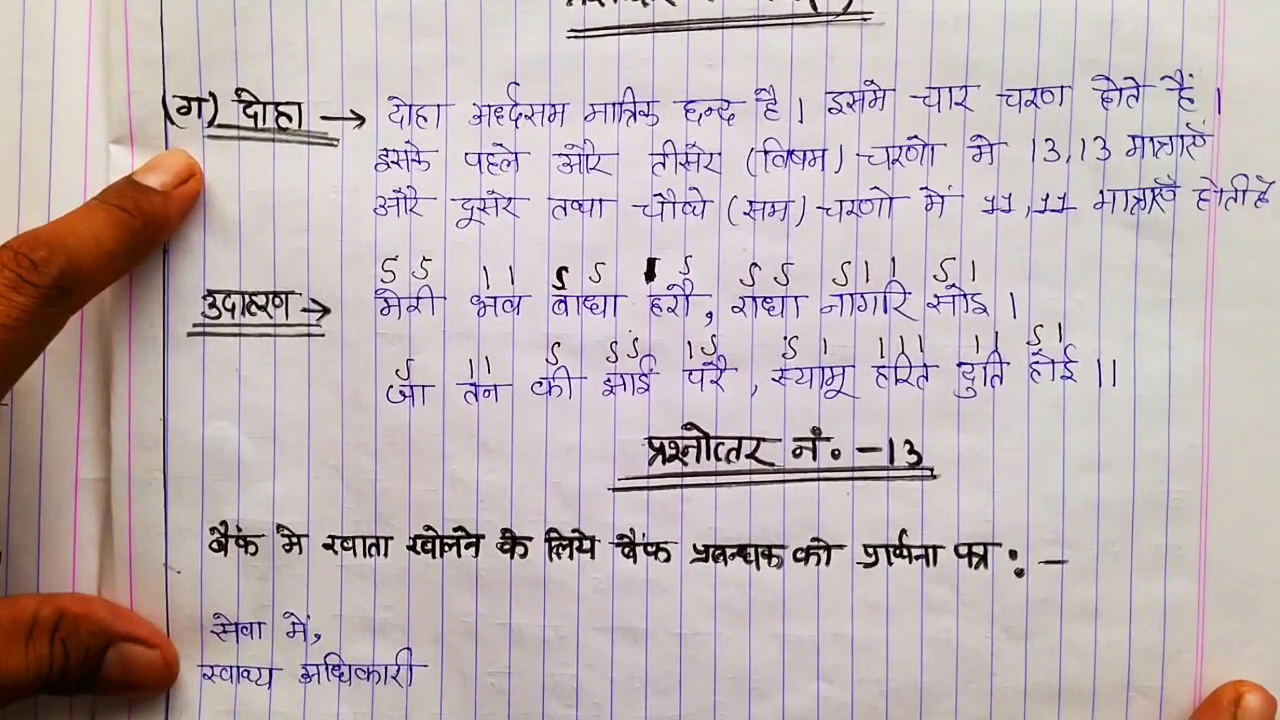 (ग) दोहा → दोहा अर्धसम मात्रिक छन्द है। इसमे चार चरण होते हैं।
इसके पहले और तीसरे (विषम) चरणो मे 13,13 मात्राएँ
और दूसरे तथा चौथे (सम) चरणो में 11,11 मात्राएँ होती है
ऽ ऽ ।। ऽ ऽ । ऽ ऽ ऽ ऽ।। ऽ।
उदाहरण → मेरी भव बाधा हरौ, राधा नागरि सोइ।
ऽ ।। ऽ ऽऽ ।ऽ ऽ । ।।। ।। ऽ।
जा तन की झाई परै, स्यामू हरित दुति होई।।
प्रश्नोत्तर नं. -13
बैंक मे खाता खोलने के लिये बैंक प्रबन्धक को प्रार्थना पत्र :-
सेवा में,
स्वाथ्य अधिकारी